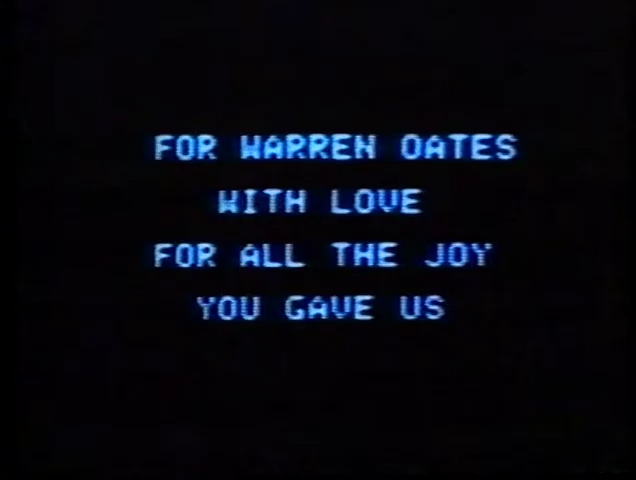 FOR WARREN OATES
WITH LOVE
FOR ALL THE JOY
YOU GAVE US